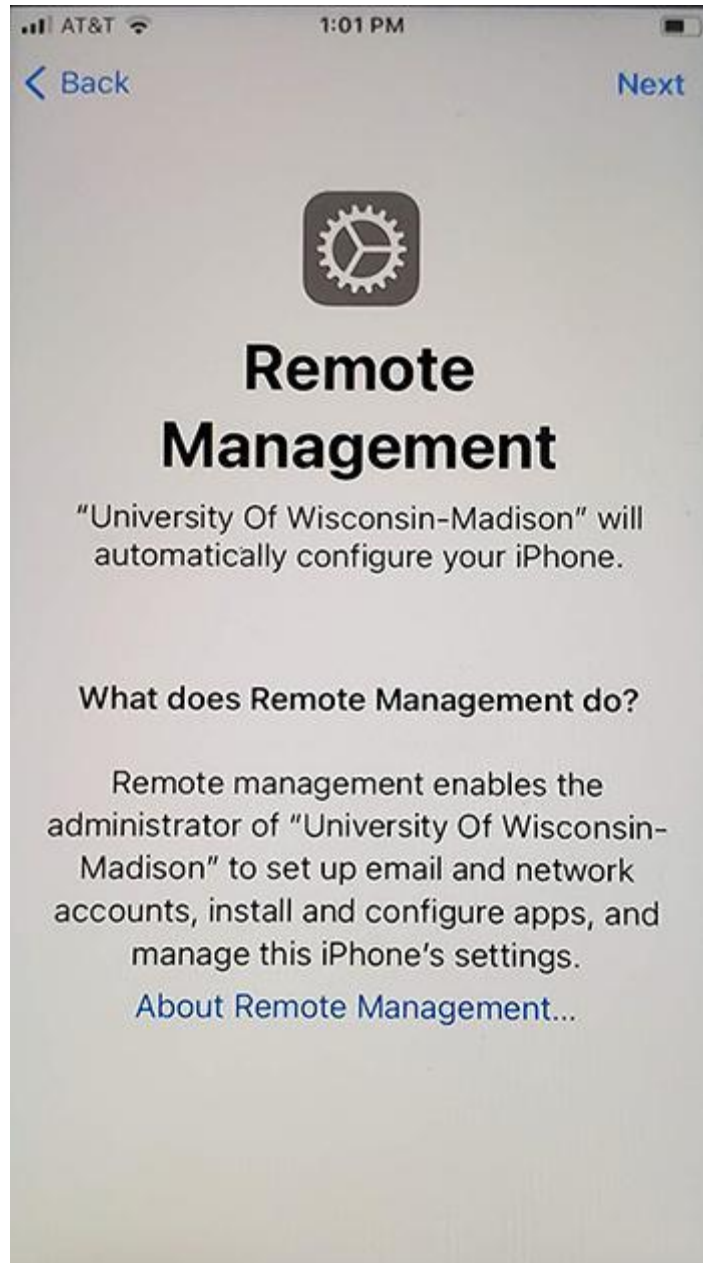 AT&T 1:01 PM
Back Next
Remote
Management
“University Of Wisconsin-Madison” will
automatically configure your iPhone.
What does Remote Management do?
Remote management enables the
administrator of “University Of Wisconsin-
Madison” to set up email and network
accounts, install and configure apps, and
manage this iPhone’s settings.
About Remote Management...